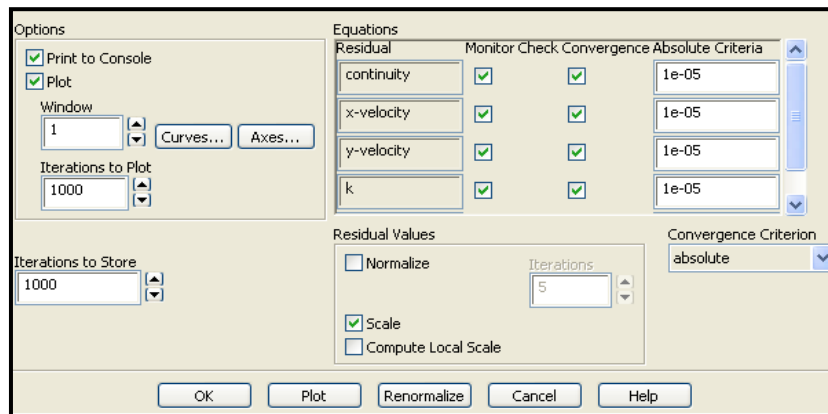 Options
Print to Console
Plot
Window
1
Curves...
Axes...
Iterations to Plot
1000
Iterations to Store
1000
Equations
Residual Monitor Check Convergence Absolute Criteria
continuity 1e-05
x-velocity 1e-05
y-velocity 1e-05
k 1e-05
Residual Values
Normalize
Iterations
5
Scale
Compute Local Scale
Convergence Criterion
absolute
OK Plot Renormalize Cancel Help